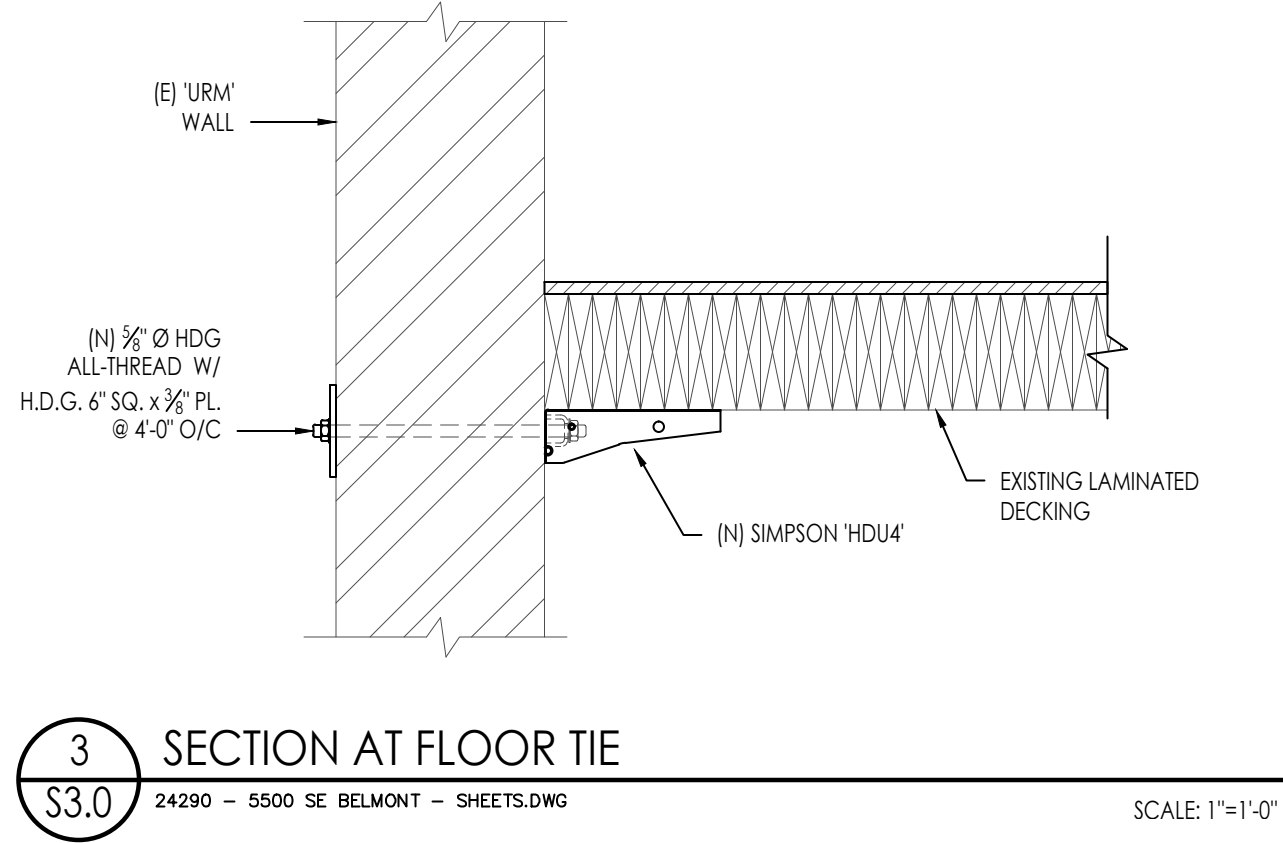 (E) 'URM'
WALL
(N) 5/8" Ø HDG
ALL-THREAD W/
H.D.G. 6" SQ. x 3/8" PL.
@ 4'-0" O/C
EXISTING LAMINATED
DECKING
(N) SIMPSON 'HDU4'
3
S3.0
SECTION AT FLOOR TIE
24290 - 5500 SE BELMONT - SHEETS.DWG
SCALE: 1"=1'-0"